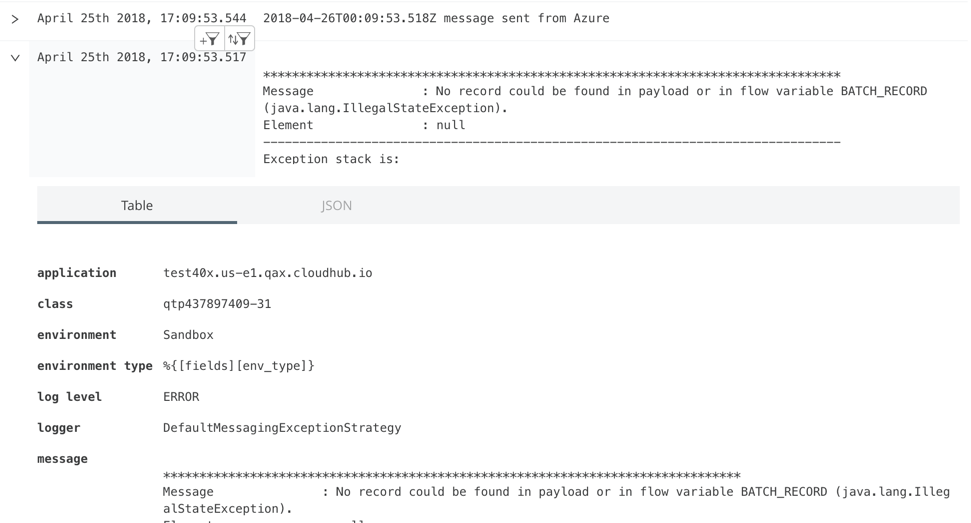 April 25th 2018, 17:09:53.544 2018-04-26T00:09:53.518Z message sent from Azure
April 25th 2018, 17:09:53.517
********************************************************************************
Message : No record could be found in payload or in flow variable BATCH_RECORD
(java.lang.IllegalStateException).
Element : null
--------------------------------------------------------------------------------
Exception stack is:
Table JSON
application test40x.us-e1.qax.cloudhub.io
class qtp437897409-31
environment Sandbox
environment type %{[fields][env_type]}
log level ERROR
logger DefaultMessagingExceptionStrategy
message
********************************************************************************
Message : No record could be found in payload or in flow variable BATCH_RECORD (java.lang.Illeg
alStateException).